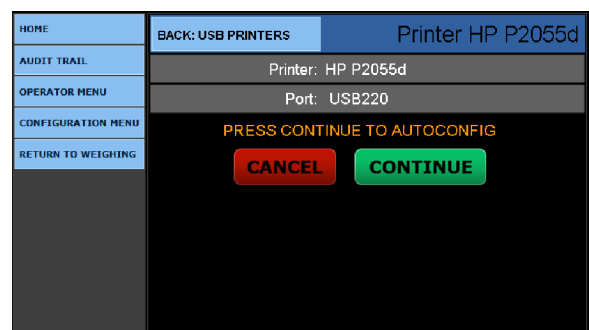 HOME
AUDIT TRAIL
OPERATOR MENU
CONFIGURATION MENU
RETURN TO WEIGHING
BACK: USB PRINTERS
Printer HP P2055d
Printer: HP P2055d
Port: USB220
PRESS CONTINUE TO AUTOCONFIG
CANCEL
CONTINUE